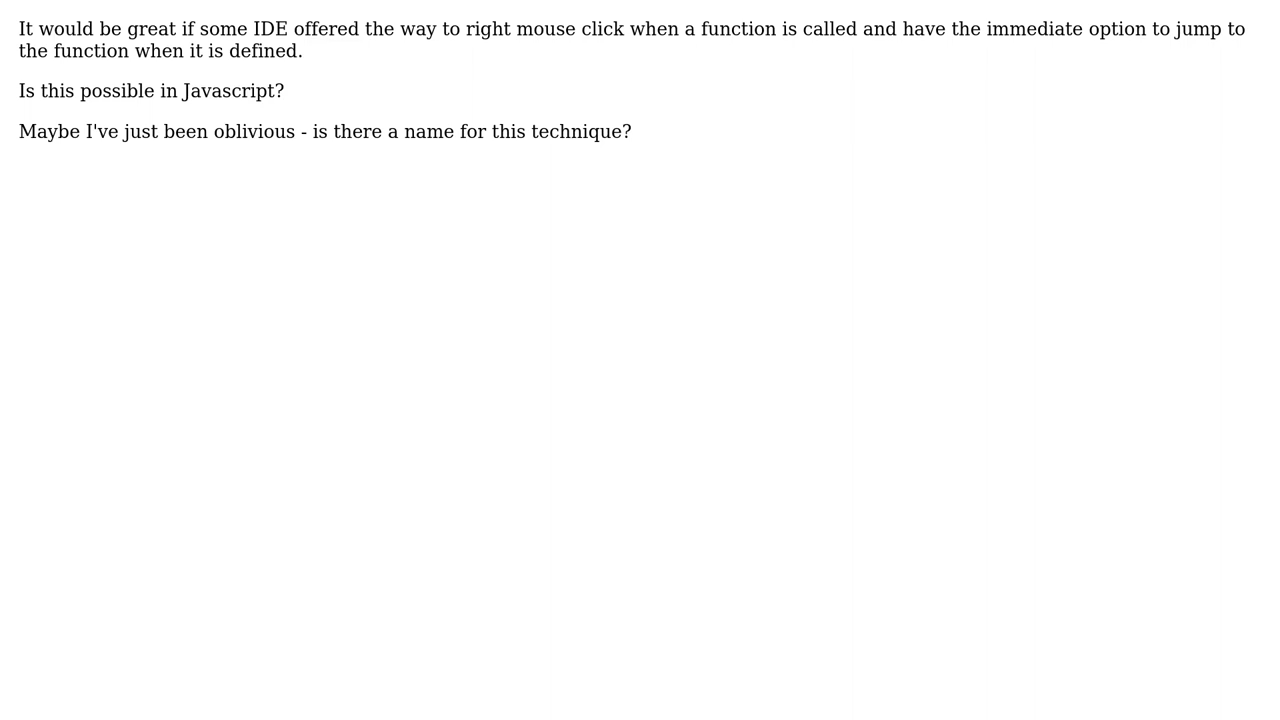 It would be great if some IDE offered the way to right mouse click when a function is called and have the immediate option to jump to
the function when it is defined.
Is this possible in Javascript?
Maybe I've just been oblivious - is there a name for this technique?